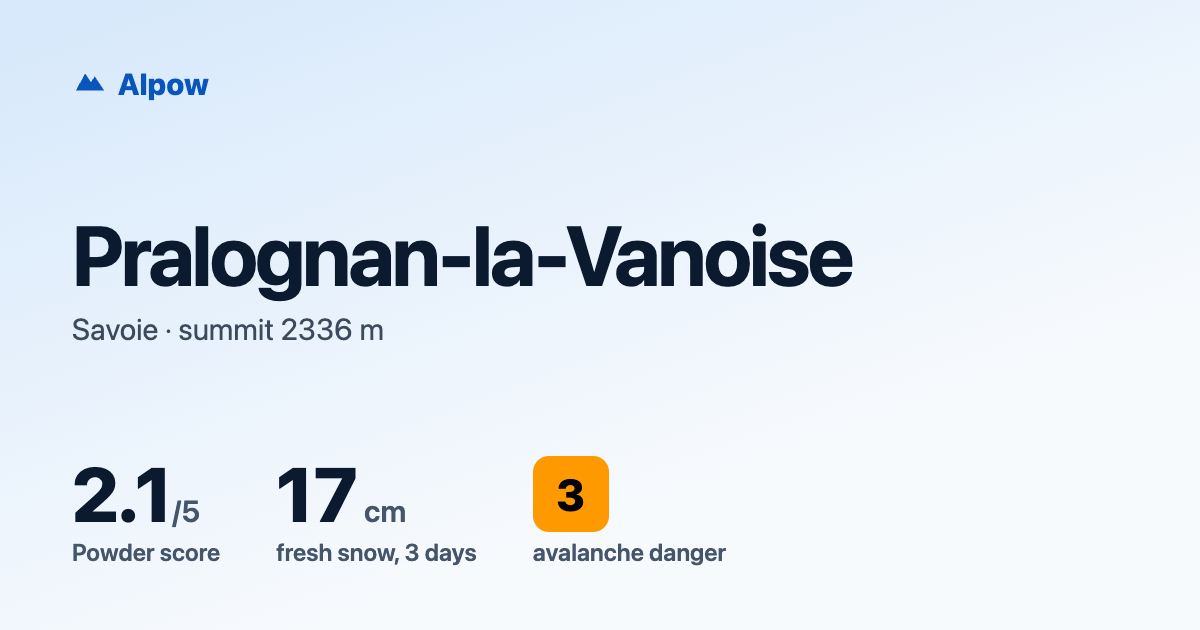 Alpow
Pralognan-la-Vanoise
Savoie · summit 2336 m
2.1/5
Powder score
17 cm
fresh snow, 3 days
3
avalanche danger